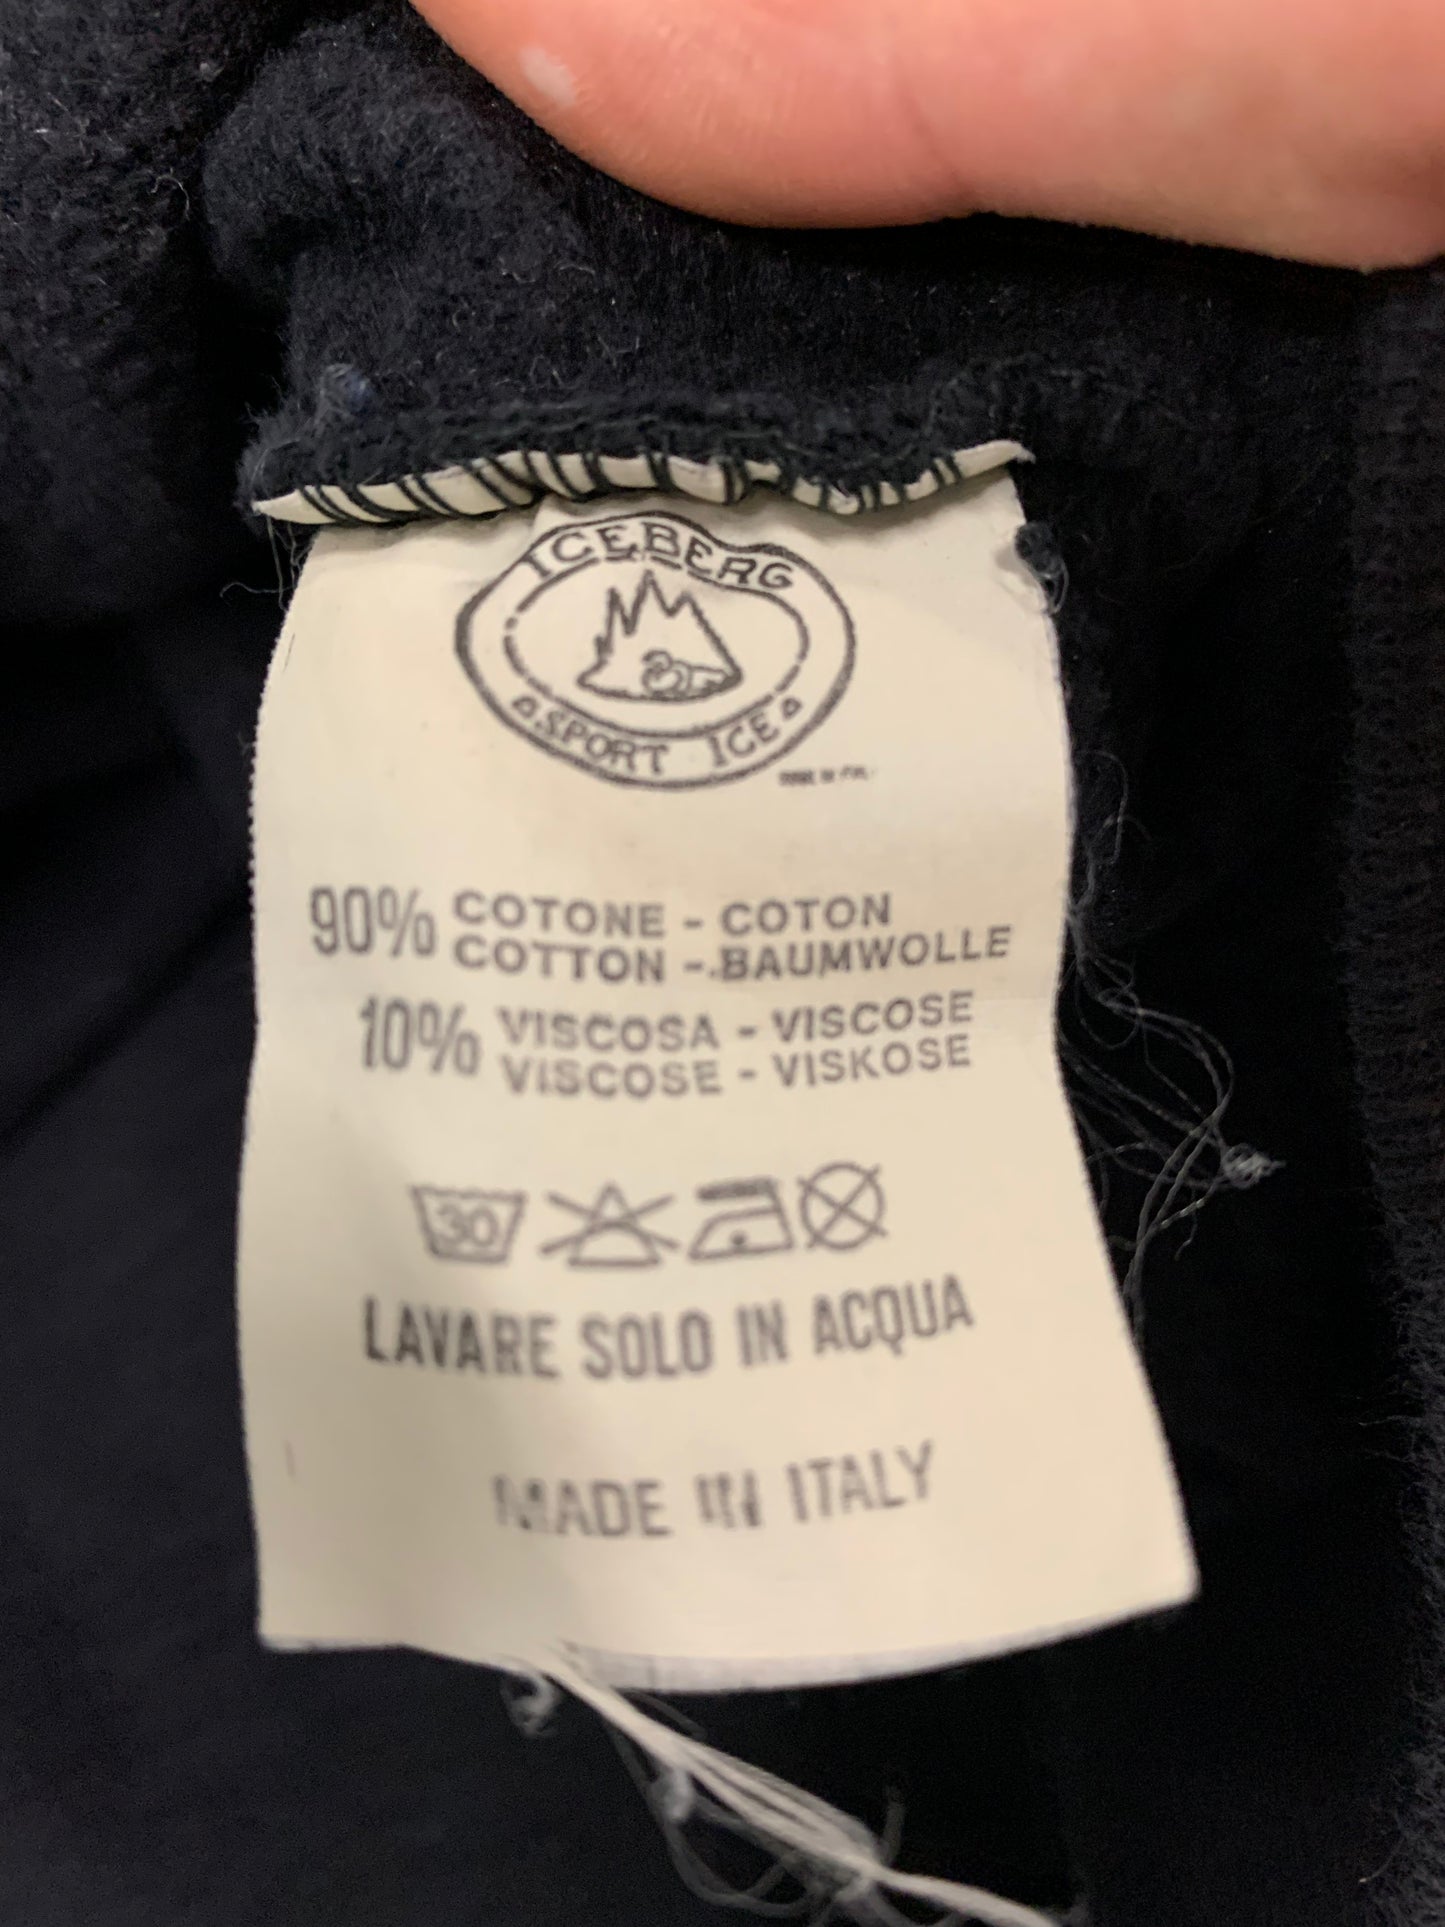 ICEBERG
SPORT ICE
90% COTONE - COTON
COTTON - BAUMWOLLE
10% VISCOSA - VISCOSE
VISCOSE - VISKOSE
30
LAVARE SOLO IN ACQUA
MADE IN ITALY